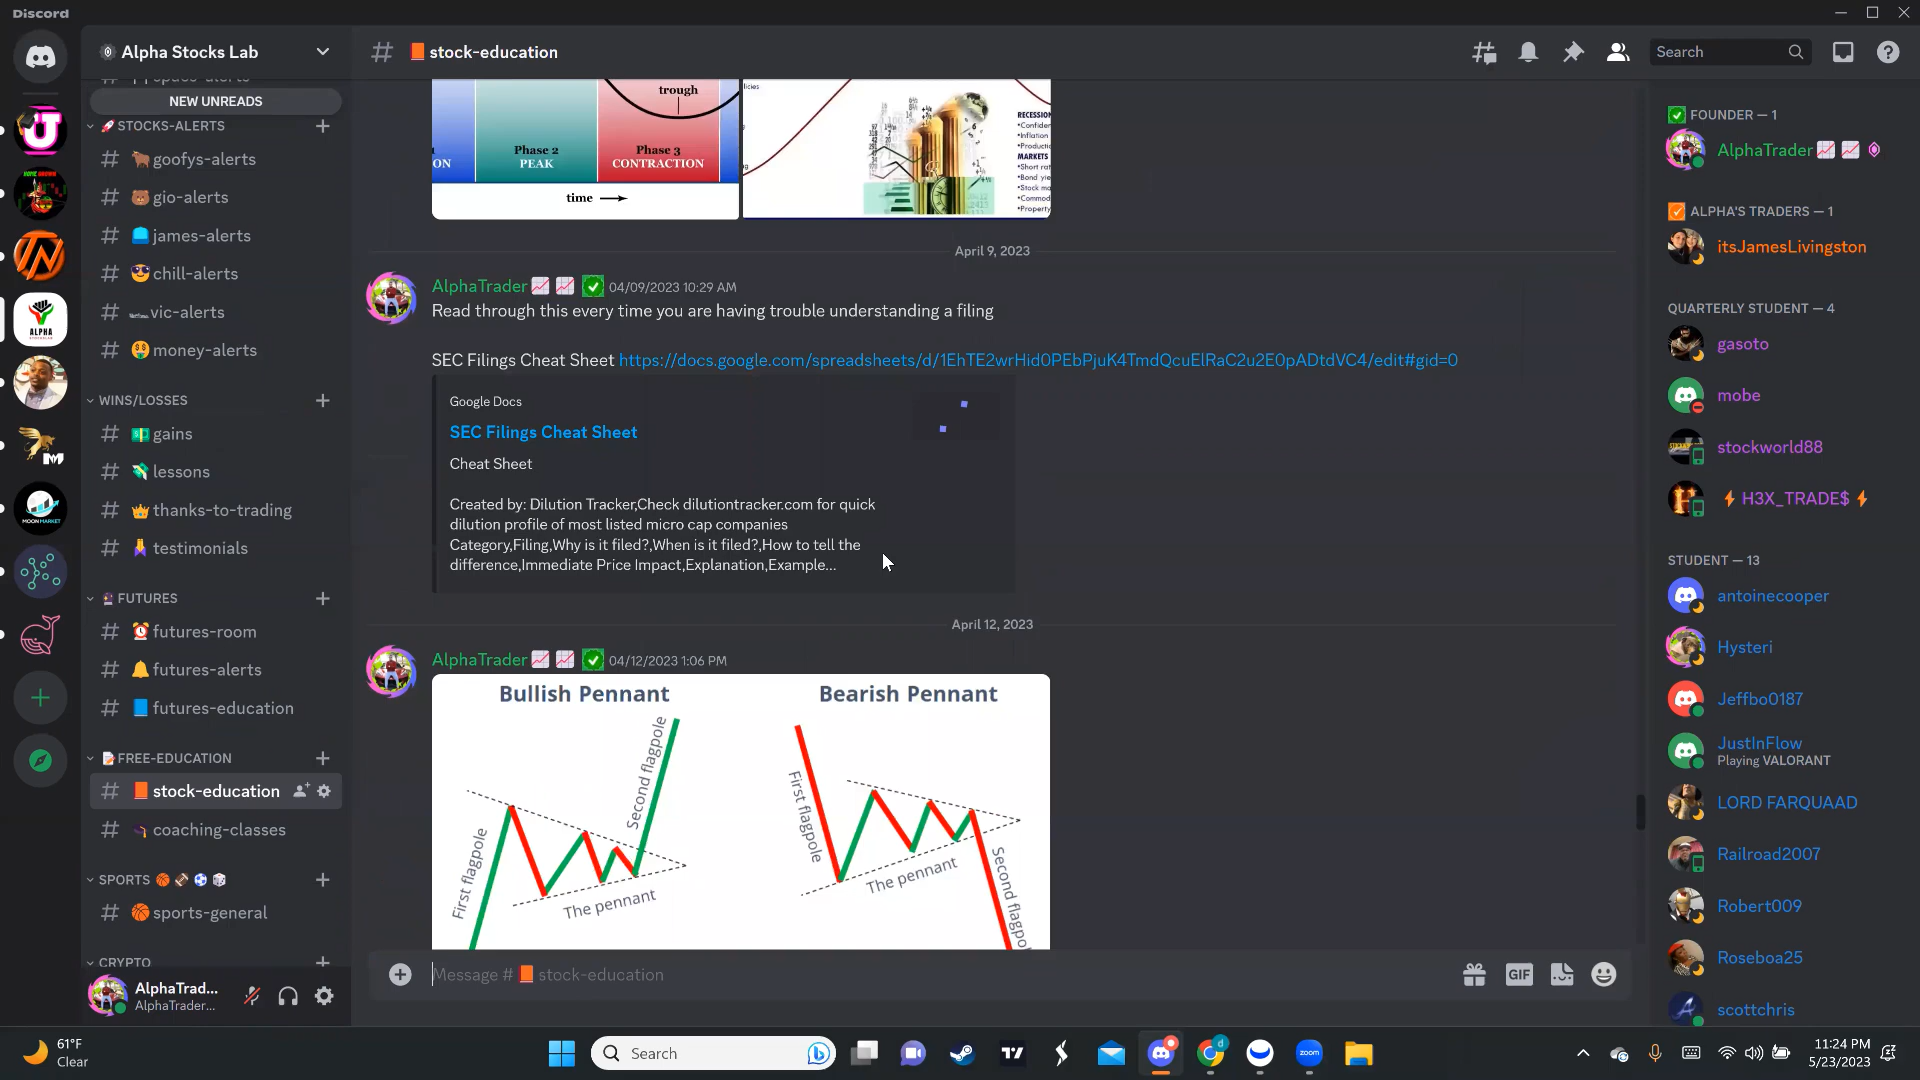 Discord
Alpha Stocks Lab
NEW UNREADS
STOCKS-ALERTS
goofys-alerts
gio-alerts
james-alerts
chill-alerts
vic-alerts
money-alerts
WINS/LOSSES
gains
lessons
thanks-to-trading
testimonials
FUTURES
futures-room
futures-alerts
futures-education
FREE-EDUCATION
stock-education
coaching-classes
SPORTS
sports-general
CRYPTO
AlphaTrad...
AlphaTrader...
ALPHA
MOON MARKET
stock-education
Search
trough
Phase 2
PEAK
Phase 3
CONTRACTION
ON
time
RECESSION
•Confiden
•Inflation
•Producti
MARKETS
•Short rat
•Bond yie
•Stock ma
•Commod
•Property
April 9, 2023
AlphaTrader 04/09/2023 10:29 AM
Read through this every time you are having trouble understanding a filing
SEC Filings Cheat Sheet https://docs.google.com/spreadsheets/d/1EhTE2wrHid0PEbPjuK4TmdQcuElRaC2u2E0pADtdVC4/edit#gid=0
Google Docs
SEC Filings Cheat Sheet
Cheat Sheet
Created by: Dilution Tracker,Check dilutiontracker.com for quick
dilution profile of most listed micro cap companies
Category,Filing,Why is it filed?,When is it filed?,How to tell the
difference,Immediate Price Impact,Explanation,Example...
April 12, 2023
AlphaTrader 04/12/2023 1:06 PM
Bullish Pennant
Bearish Pennant
First flagpole
Second flagpole
The pennant
First flagpole
The pennant
Second flagpo
Message # stock-education
GIF
FOUNDER — 1
AlphaTrader
ALPHA'S TRADERS — 1
itsJamesLivingston
QUARTERLY STUDENT — 4
gasoto
mobe
stockworld88
H3X_TRADE$
STUDENT — 13
antoinecooper
Hysteri
Jeffbo0187
JustInFlow
Playing VALORANT
LORD FARQUAAD
Railroad2007
Robert009
Roseboa25
scottchris
61°F
Clear
Search
zoom
11:24 PM
5/23/2023